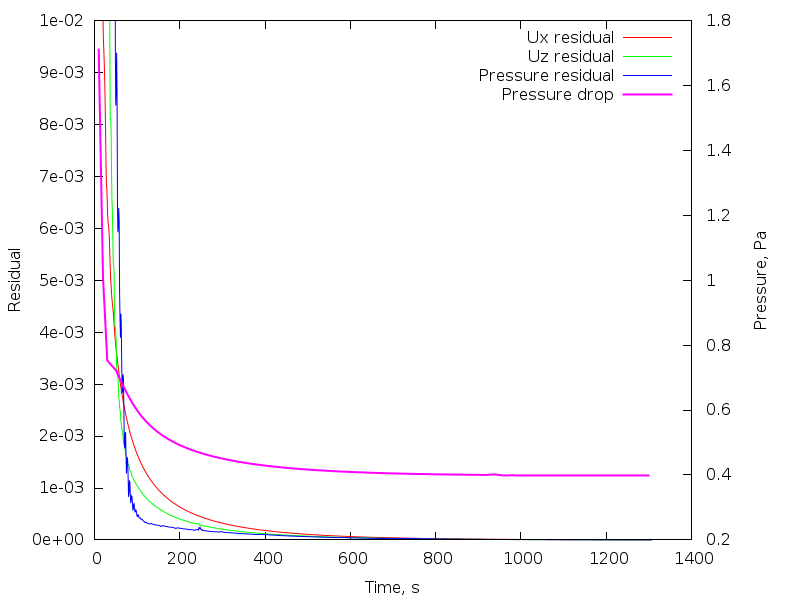 1e-02
9e-03
8e-03
7e-03
6e-03
5e-03
4e-03
3e-03
2e-03
1e-03
0e+00
Residual
Ux residual
Uz residual
Pressure residual
Pressure drop
1.8
1.6
1.4
1.2
1
0.8
0.6
0.4
0.2
Pressure, Pa
0 200 400 600 800 1000 1200 1400
Time, s